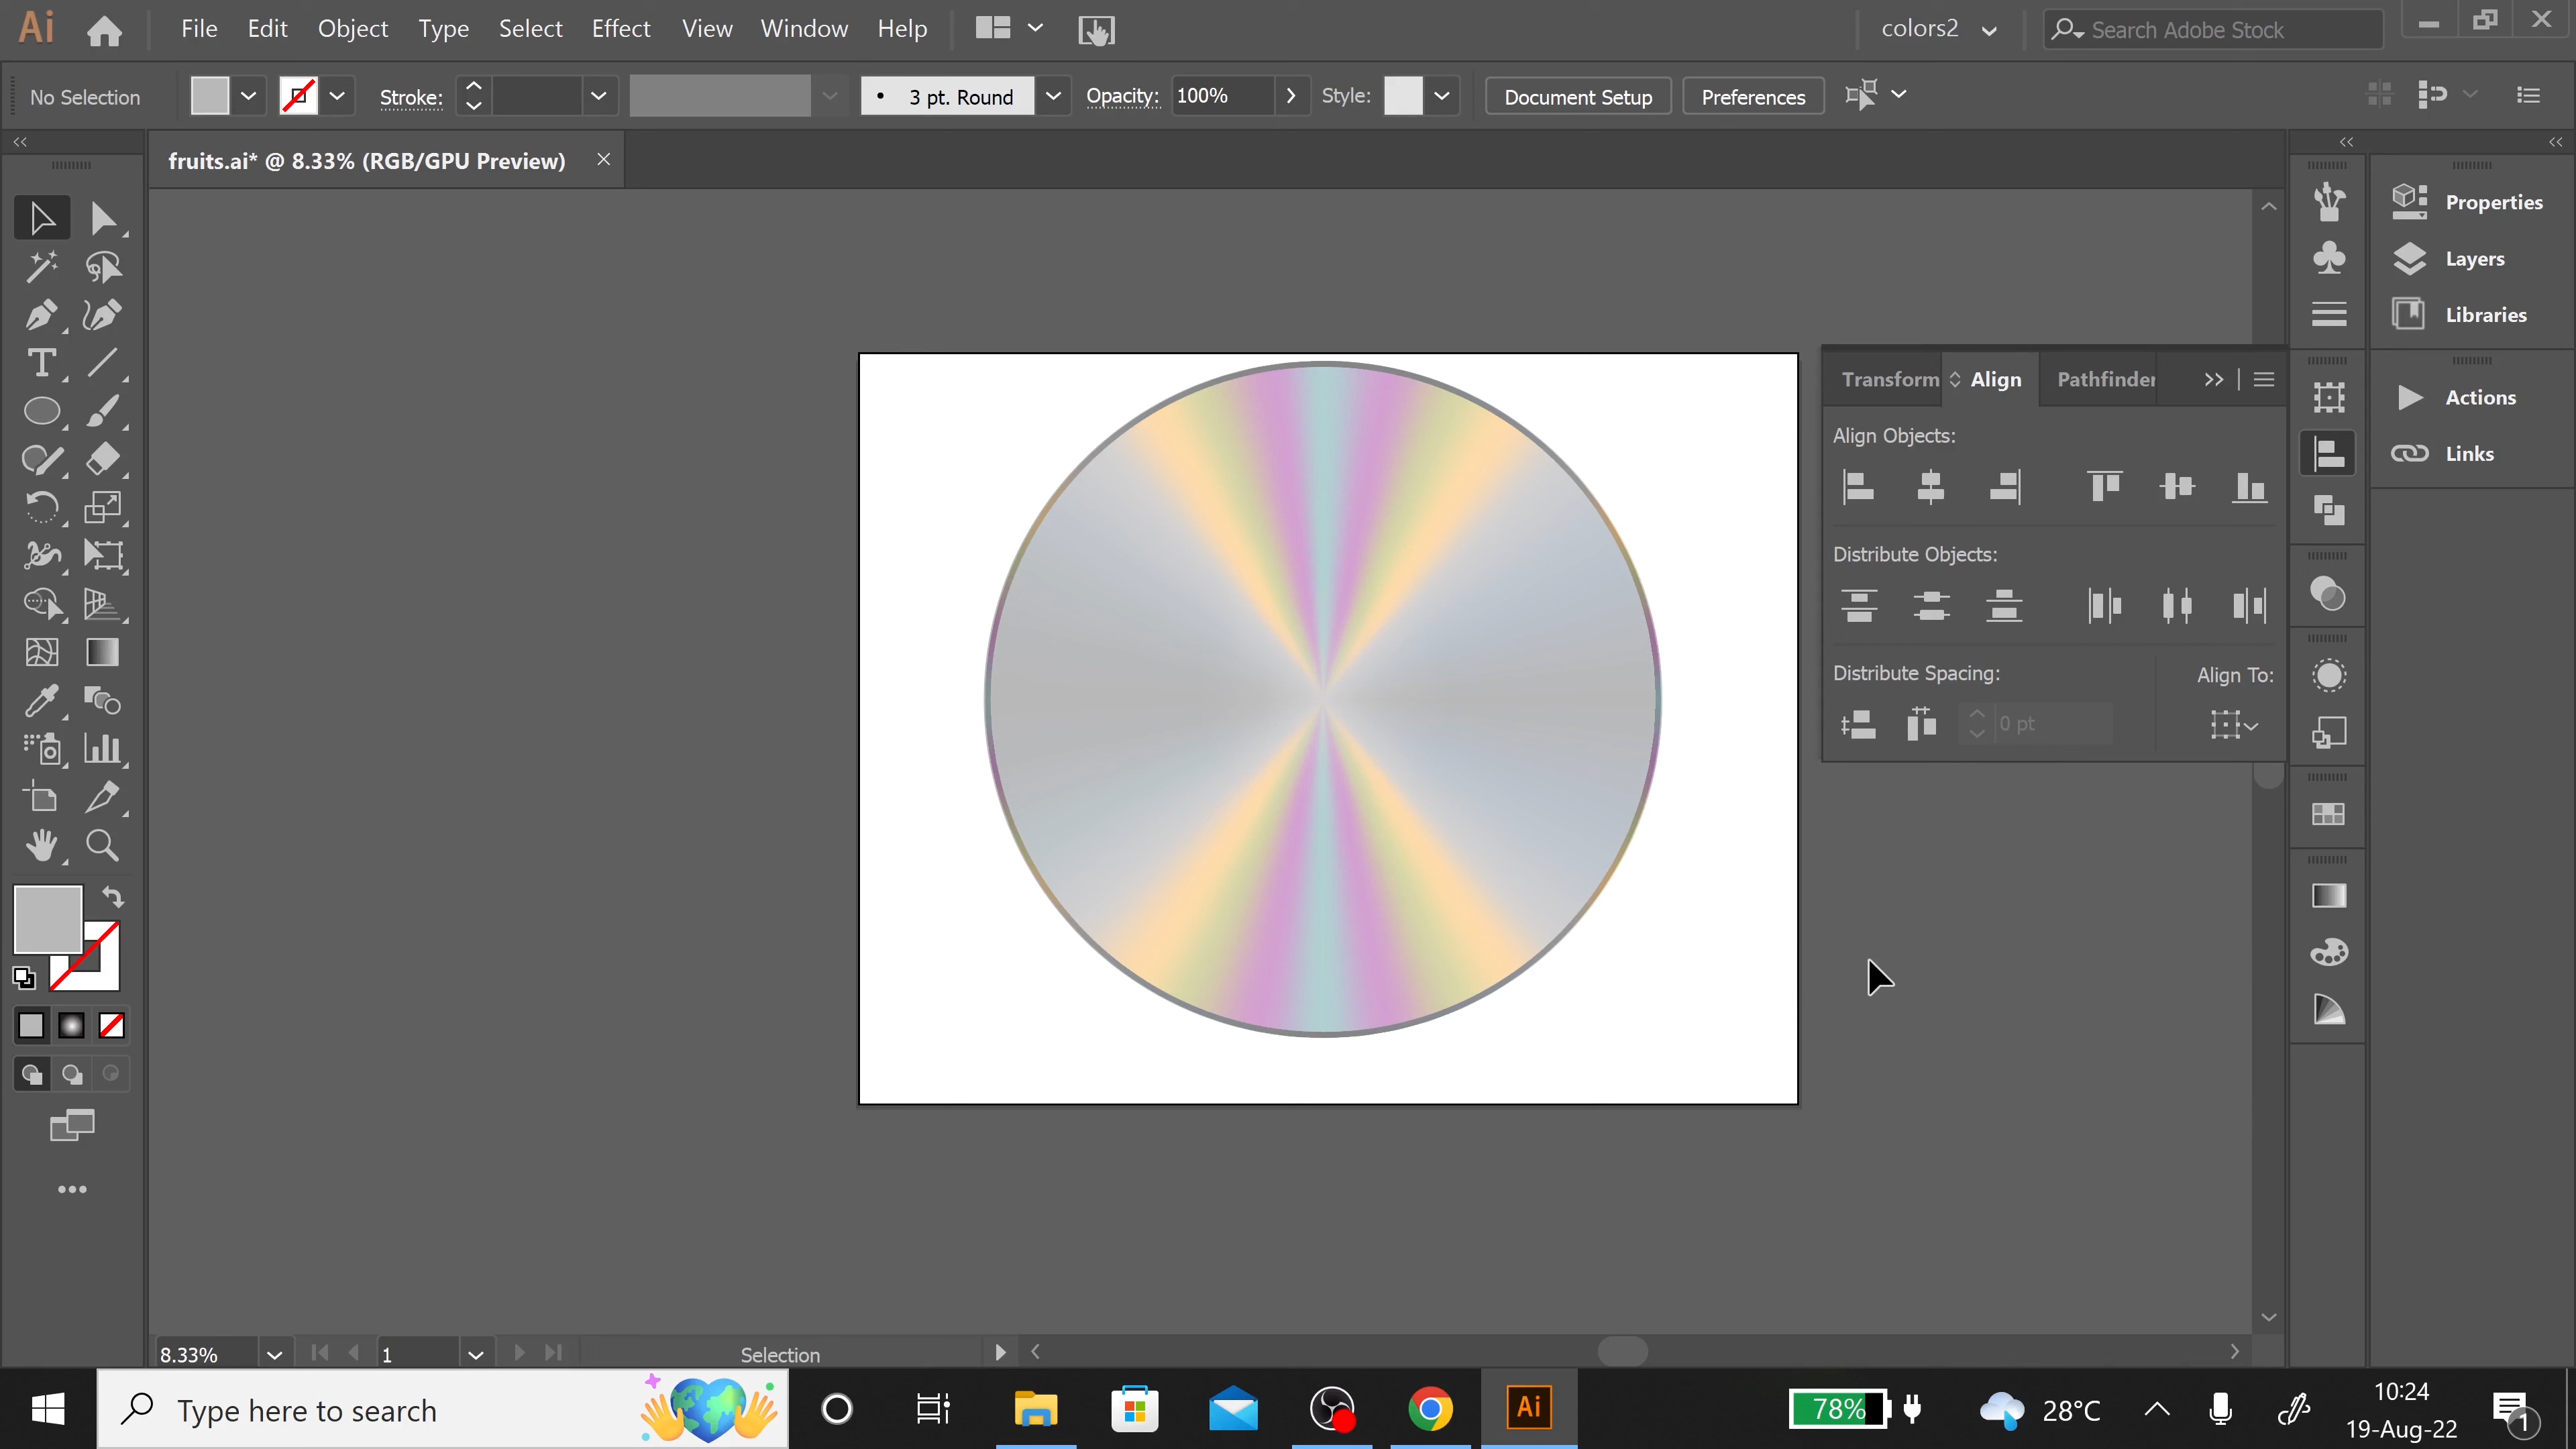 Ai File Edit Object Type Select Effect View Window Help colors2 Search Adobe Stock
No Selection Stroke: 3 pt. Round Opacity: 100% Style: Document Setup Preferences
fruits.ai* @ 8.33% (RGB/GPU Preview)
Properties
Layers
Libraries
Transform Align Pathfinder
Actions
Align Objects:
Links
Distribute Objects:
Distribute Spacing: Align To:
0 pt
8.33% 1 Selection
Type here to search
Ai
78% 28°C
10:24
19-Aug-22
1